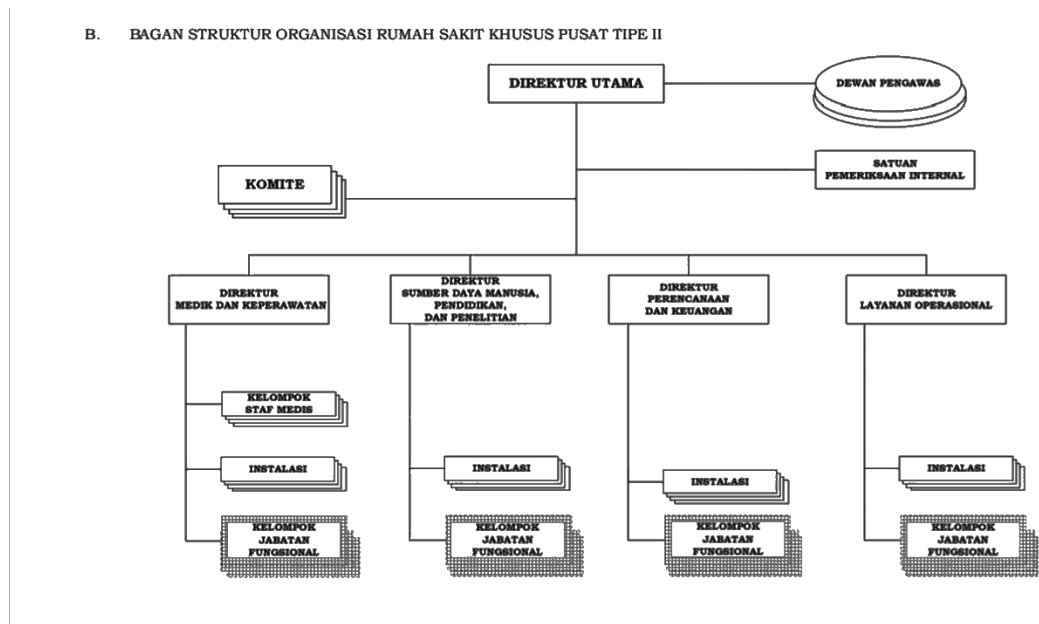 B. BAGAN STRUKTUR ORGANISASI RUMAH SAKIT KHUSUS PUSAT TIPE II
DIREKTUR UTAMA
DEWAN PENGAWAS
SATUAN
PEMERIKSAAN INTERNAL
KOMITE
DIREKTUR
MEDIK DAN KEPERAWATAN
DIREKTUR
SUMBER DAYA MANUSIA,
PENDIDIKAN,
DAN PENELITIAN
DIREKTUR
PERENCANAAN
DAN KEUANGAN
DIREKTUR
LAYANAN OPERASIONAL
KELOMPOK
STAF MEDIS
INSTALASI
INSTALASI
INSTALASI
INSTALASI
KELOMPOK
JABATAN
FUNGSIONAL
KELOMPOK
JABATAN
FUNGSIONAL
KELOMPOK
JABATAN
FUNGSIONAL
KELOMPOK
JABATAN
FUNGSIONAL